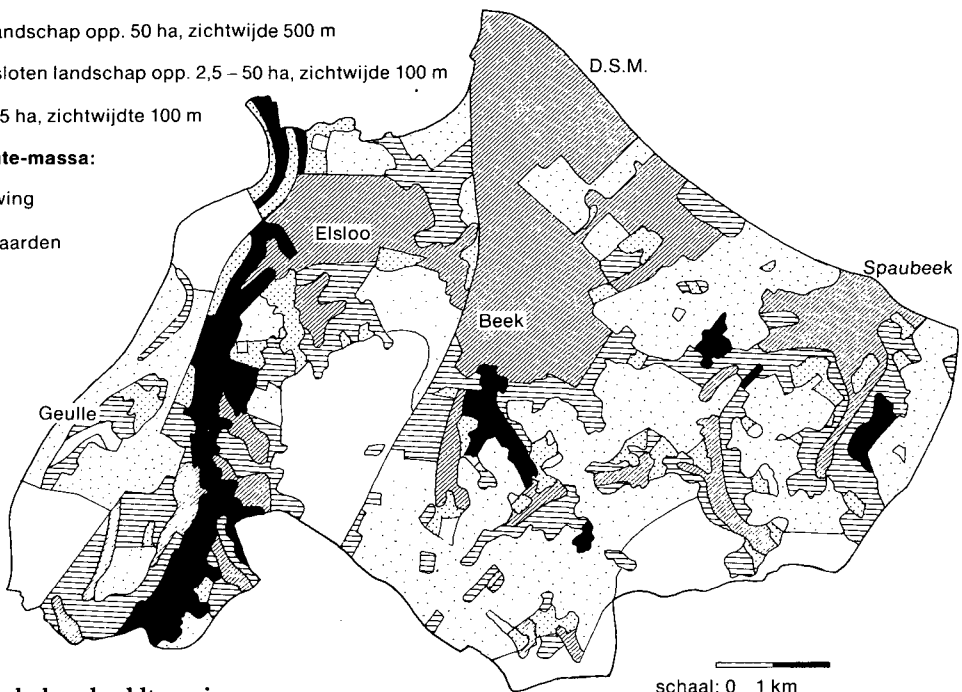 andschap opp. 50 ha, zichtwijde 500 m
sloten landschap opp. 2,5 – 50 ha, zichtwijde 100 m
5 ha, zichtwijdte 100 m
te-massa:
ving
aarden
D.S.M.
Elsloo
Spaubeek
Beek
Geulle
schaal: 0 1 km